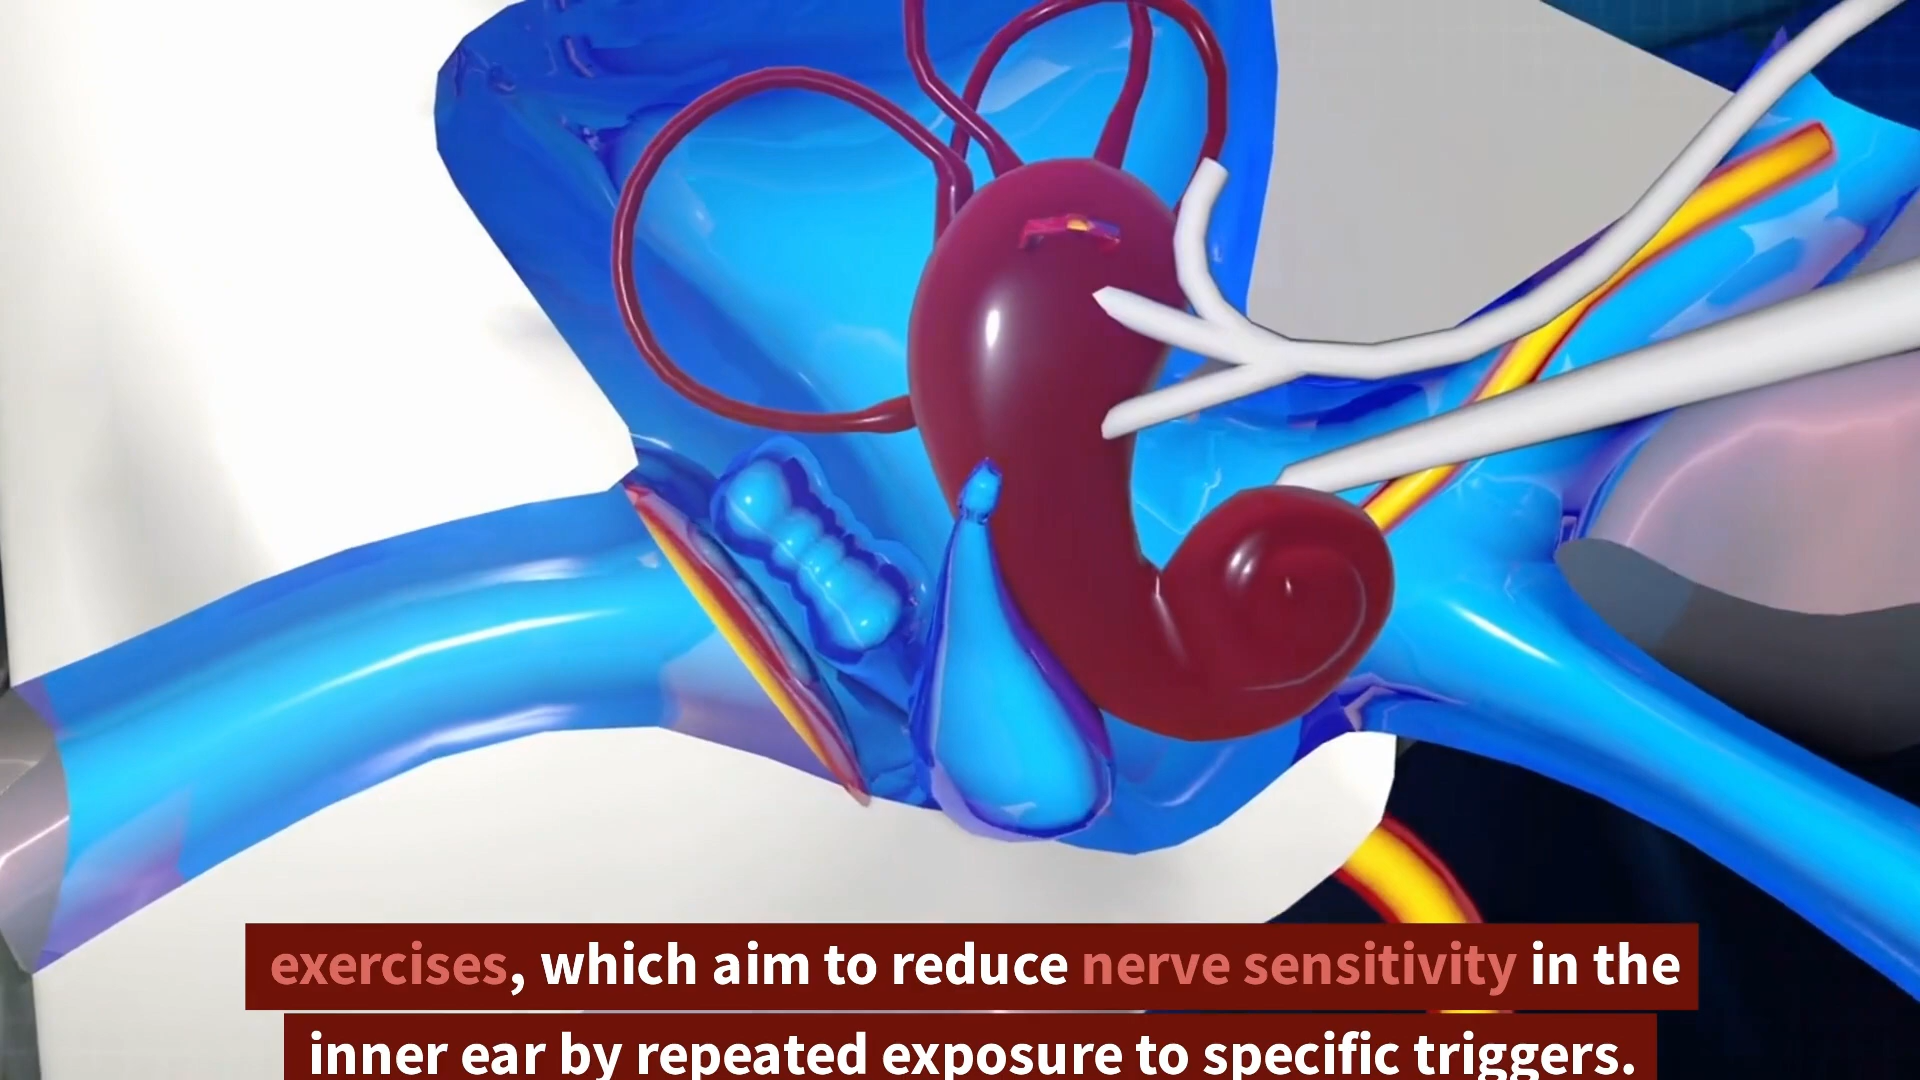 exercises, which aim to reduce nerve sensitivity in the
inner ear by repeated exposure to specific triggers.